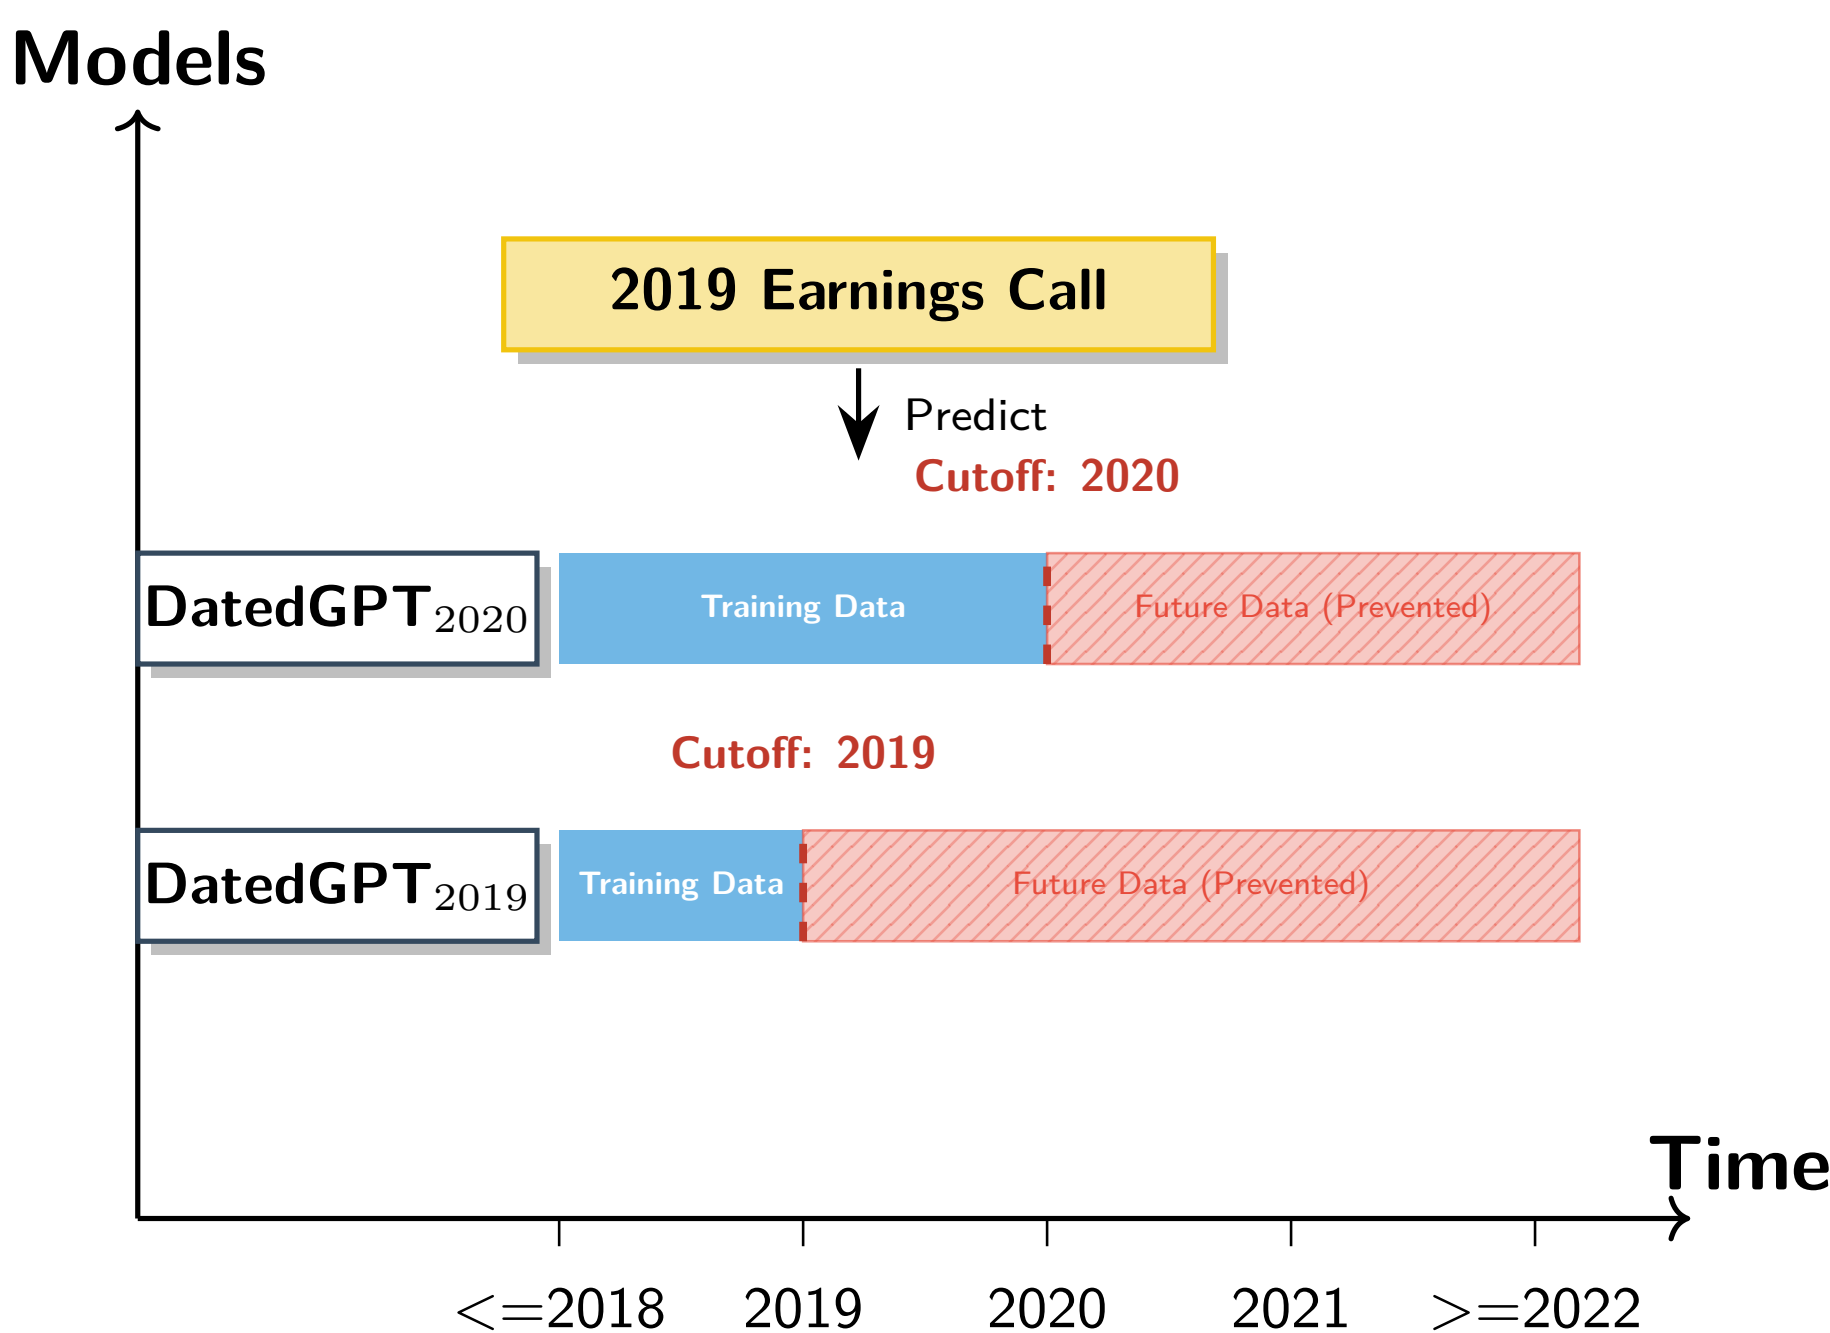 Models
2019 Earnings Call
Predict
Cutoff: 2020
DatedGPT2020
Training Data
Future Data (Prevented)
Cutoff: 2019
DatedGPT2019
Training Data
Future Data (Prevented)
Time
<=2018 2019 2020 2021 >=2022